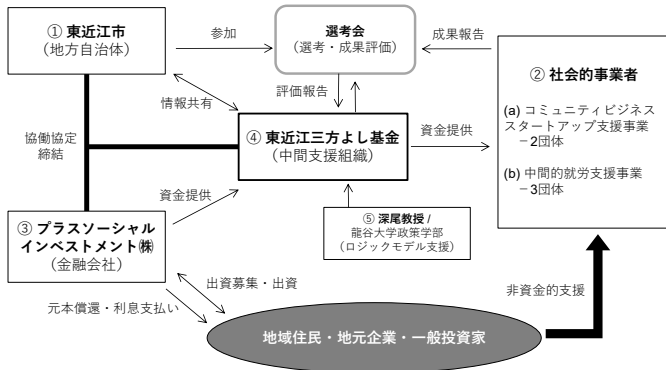 ① 東近江市
(地方自治体)
参加
選考会
(選考・成果評価)
成果報告
② 社会的事業者
(a) コミュニティビジネス
スタートアップ支援事業
－2団体
(b) 中間的就労支援事業
－3団体
情報共有
評価報告
協働協定
締結
④ 東近江三方よし基金
(中間支援組織)
資金提供
資金提供
⑤ 深尾教授 /
龍谷大学政策学部
(ロジックモデル支援)
③ プラスソーシャル
インベストメント㈱
(金融会社)
出資募集・出資
元本償還・利息支払い
非資金的支援
地域住民・地元企業・一般投資家